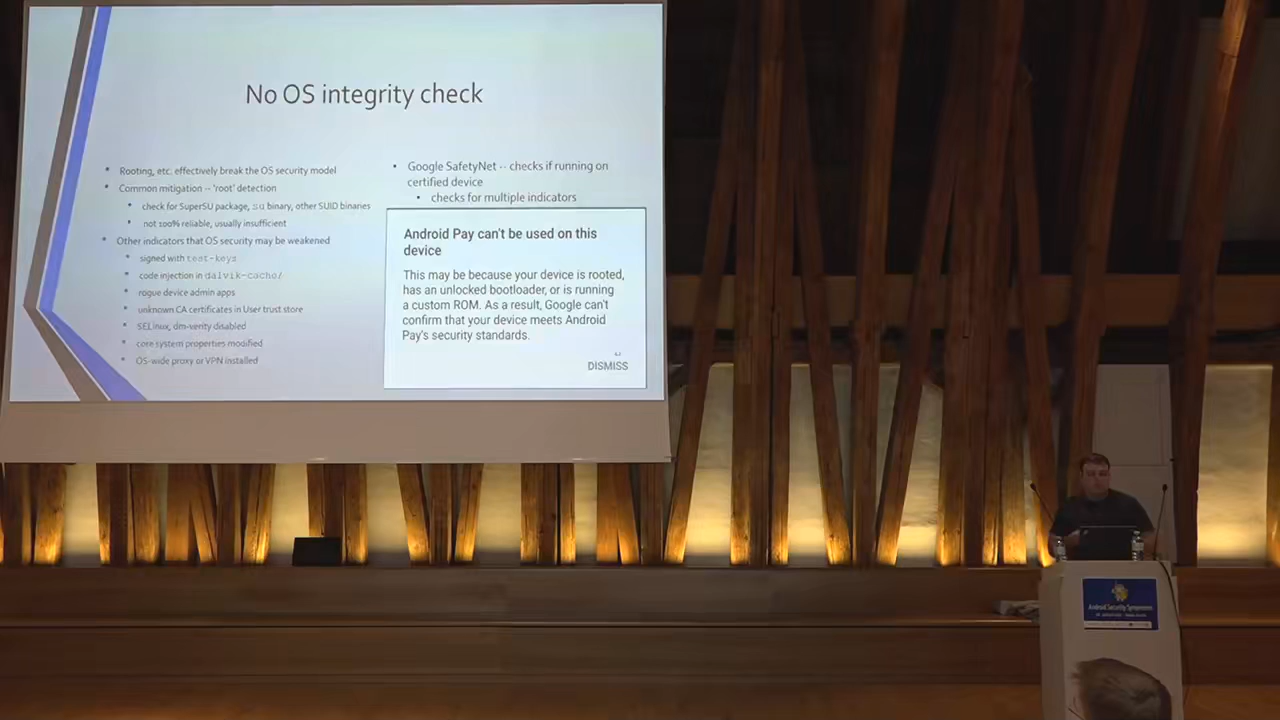 No OS integrity check
Rooting, etc. effectively break the OS security model
Common mitigation -- 'root' detection
check for SuperSU package, su binary, other SUID binaries
not 100% reliable, usually insufficient
Other indicators that OS security may be weakened
signed with test-keys
code injection in dalvik-cache/
rogue device admin apps
unknown CA certificates in User trust store
SELinux, dm-verity disabled
core system properties modified
OS-wide proxy or VPN installed
Google SafetyNet -- checks if running on
certified device
checks for multiple indicators
Android Pay can't be used on this
device
This may be because your device is rooted,
has an unlocked bootloader, or is running
a custom ROM. As a result, Google can't
confirm that your device meets Android
Pay's security standards.
DISMISS
Android Security Symposium